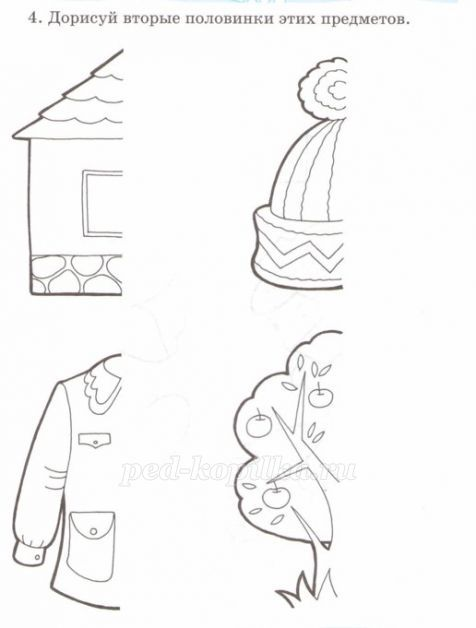 4. Дорисуй вторые половинки этих предметов.
ped-kopilka.ru